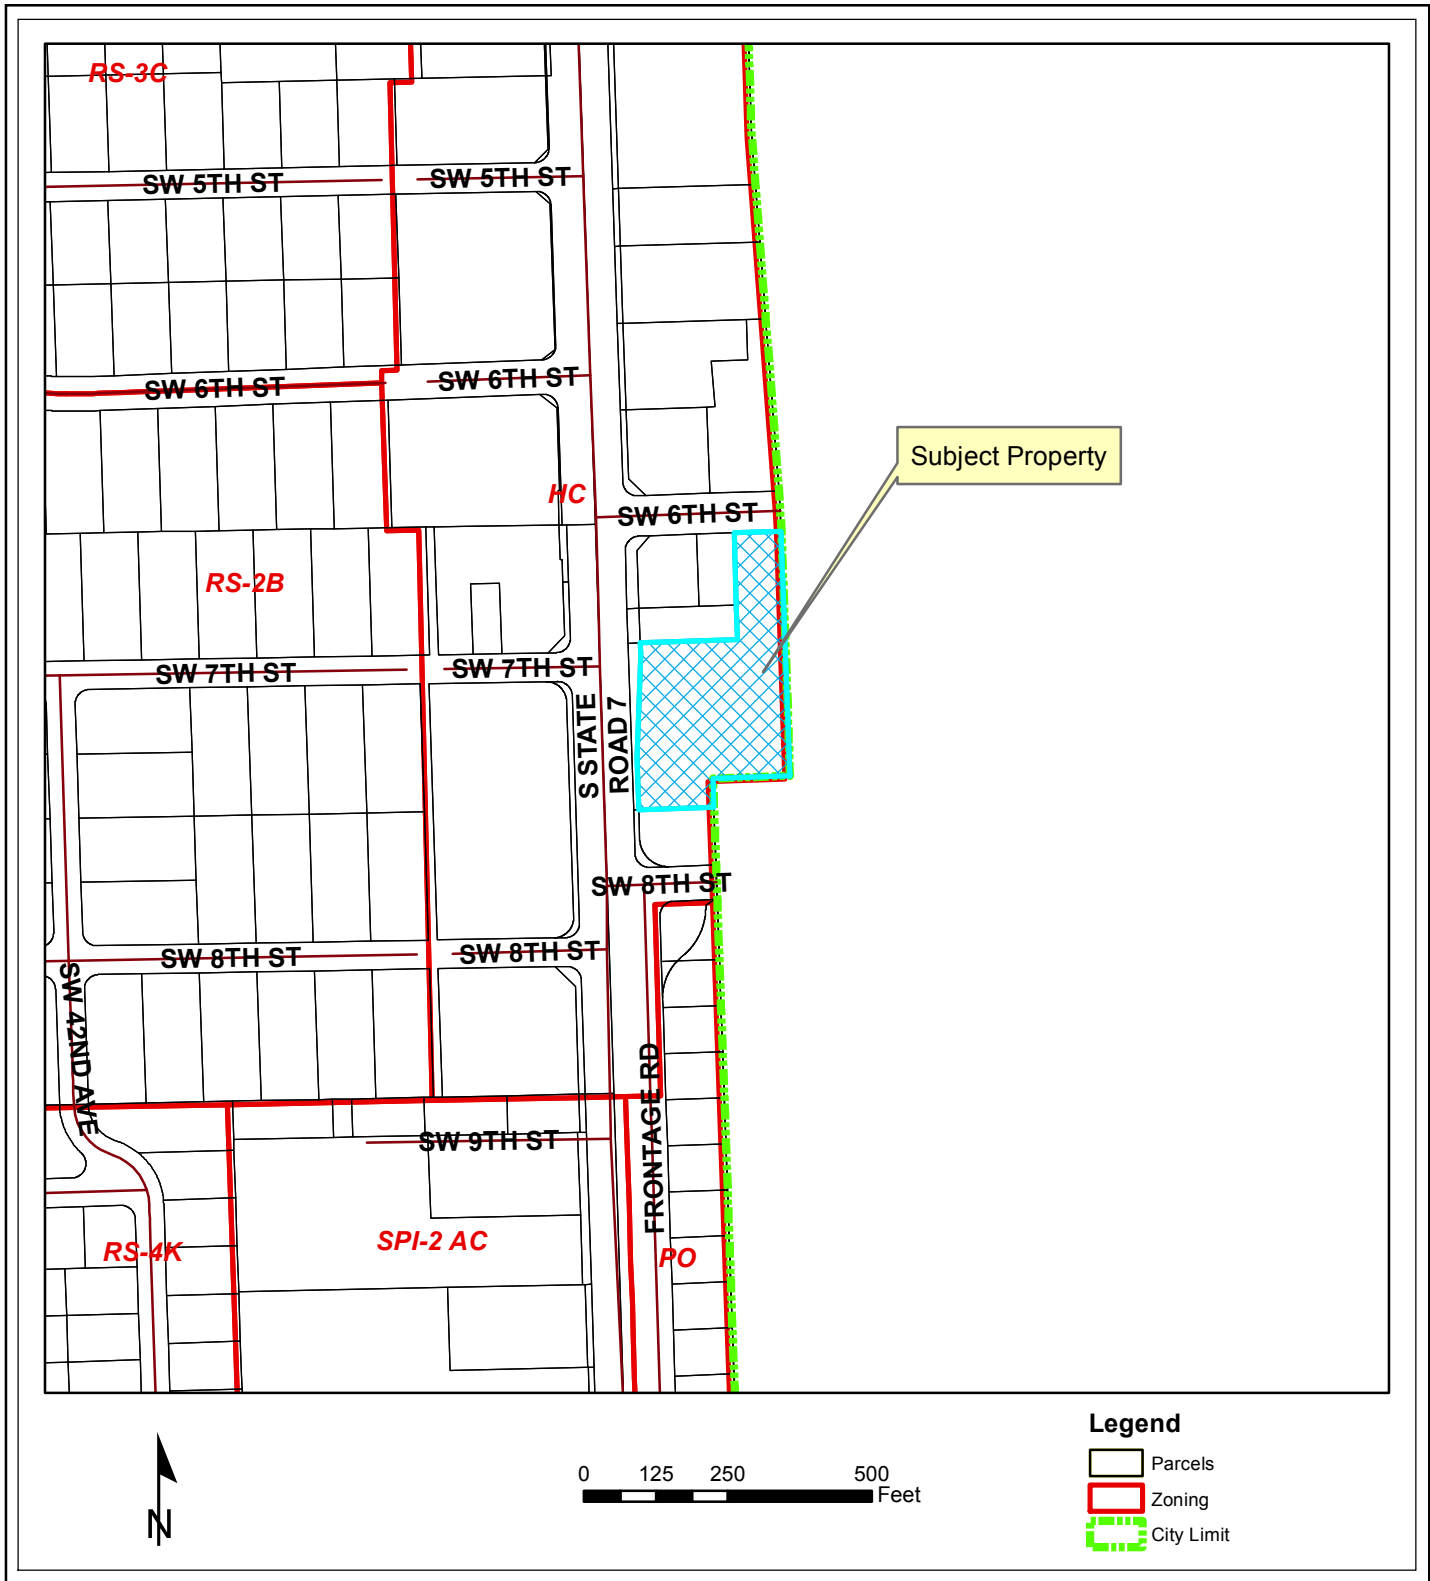 RS-3C
SW 5TH ST
SW 5TH ST
SW 6TH ST
SW 6TH ST
Subject Property
HC
SW 6TH ST
RS-2B
SW 7TH ST
SW 7TH ST
S STATE
ROAD 7
SW 8TH ST
SW 8TH ST
SW 8TH ST
SW 42ND AVE
FRONTAGE RD
SW 9TH ST
SPI-2 AC
RS-4K
PO
Legend
Parcels
Zoning
City Limit
0 125 250 500
Feet
N